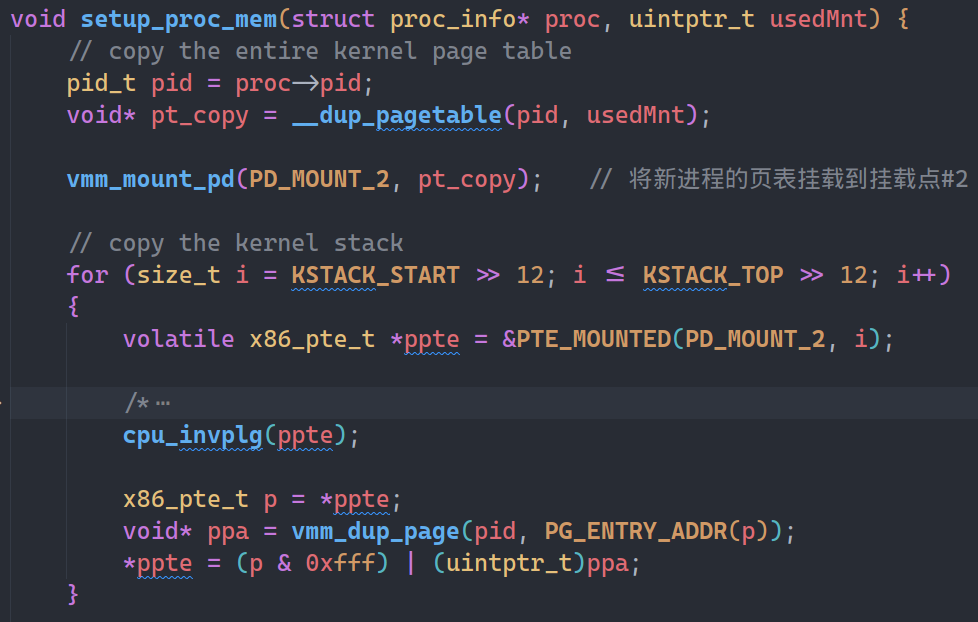 void setup_proc_mem(struct proc_info* proc, uintptr_t usedMnt) {
    // copy the entire kernel page table
    pid_t pid = proc->pid;
    void* pt_copy = __dup_pagetable(pid, usedMnt);

    vmm_mount_pd(PD_MOUNT_2, pt_copy);   // 将新进程的页表挂载到挂载点#2

    // copy the kernel stack
    for (size_t i = KSTACK_START >> 12; i <= KSTACK_TOP >> 12; i++)
    {
        volatile x86_pte_t *ppte = &PTE_MOUNTED(PD_MOUNT_2, i);

        /* ⋯
        cpu_invplg(ppte);

        x86_pte_t p = *ppte;
        void* ppa = vmm_dup_page(pid, PG_ENTRY_ADDR(p));
        *ppte = (p & 0xfff) | (uintptr_t)ppa;
    }